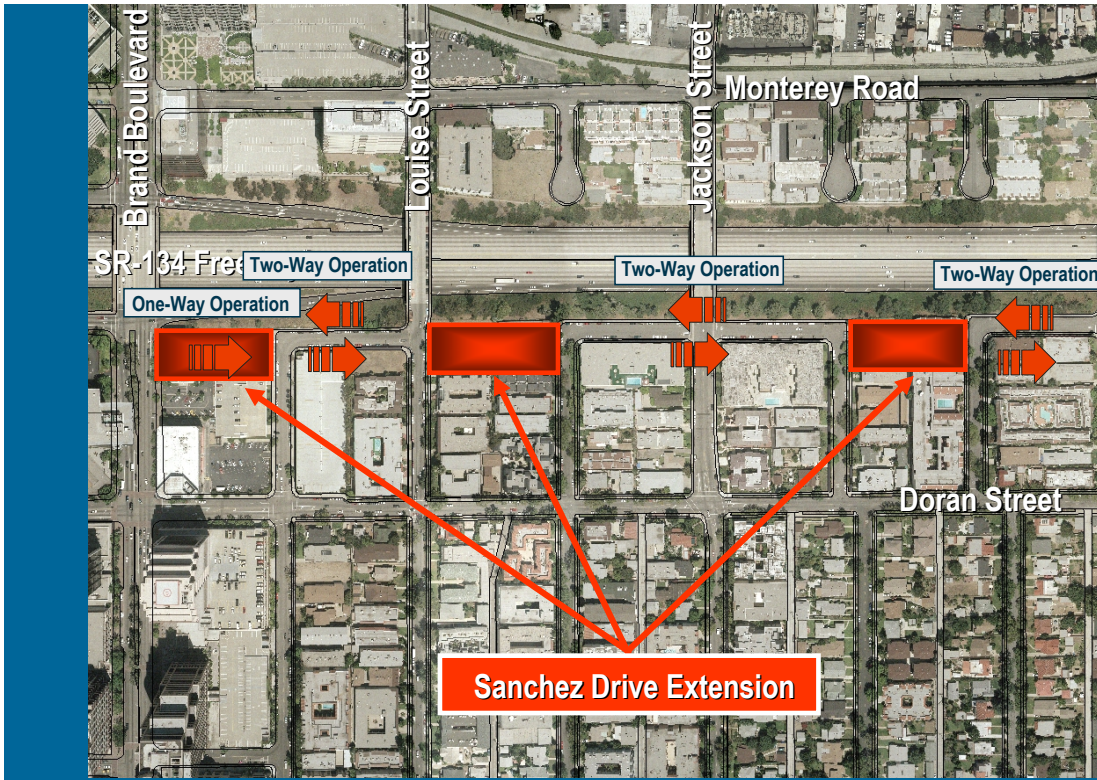 Brand Boulevard
Louise Street
Jackson Street
Monterey Road
SR-134 Free
Two-Way Operation
Two-Way Operation
Two-Way Operation
One-Way Operation
Doran Street
Sanchez Drive Extension